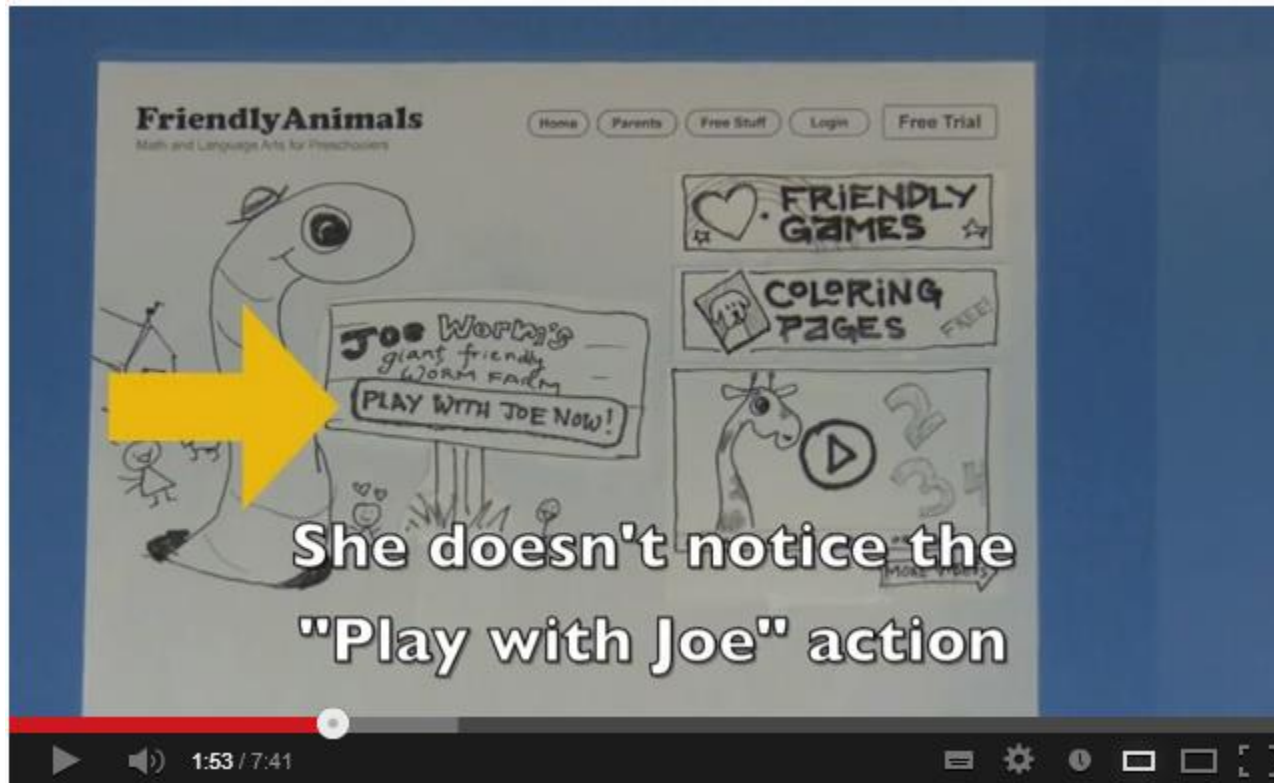 FriendlyAnimals
Math and Language Arts for Preschoolers
Home
Parents
Free Stuff
Login
Free Trial
FRIENDLY
GAMES
COLORING
PAGES
FREE!
JOE Worm's
giant friendly
WORM FARM
PLAY WITH JOE NOW!
2
3 4
MORE VIDEOS
She doesn't notice the
"Play with Joe" action
1:53 / 7:41